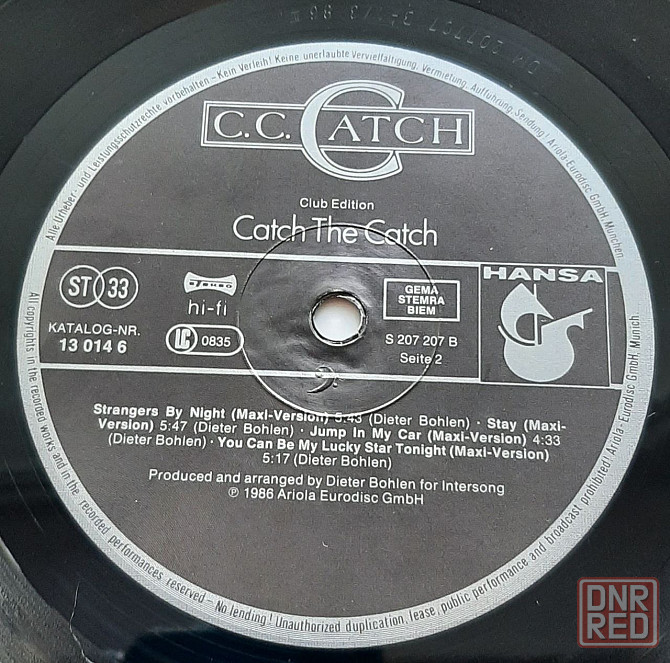 Alle Urheber- und Leistungsschutzrechte vorbehalten – Kein Verleih! Keine unerlaubte Vervielfältigung, Vermietung, Aufführung, Sendung! Ariola-Eurodisc GmbH, München.
C.C. CATCH
Club Edition
Catch The Catch
ST 33
STEREO
hi-fi
GEMA
STEMRA
BIEM
HANSA
KATALOG-NR.
13 014 6
LC 0835
S 207 207 B
Seite 2
Strangers By Night (Maxi-Version) 5:43 (Dieter Bohlen) · Stay (Maxi-
Version) 5:47 (Dieter Bohlen) · Jump In My Car (Maxi-Version) 4:33
(Dieter Bohlen) · You Can Be My Lucky Star Tonight (Maxi-Version)
5:17 (Dieter Bohlen)
Produced and arranged by Dieter Bohlen for Intersong
℗ 1986 Ariola Eurodisc GmbH
All copyrights in the recorded works and in the recorded performances reserved – No lending! Unauthorized duplication, lease, public performance and broadcast prohibited! Ariola-Eurodisc GmbH, Munich.
DNR
RED